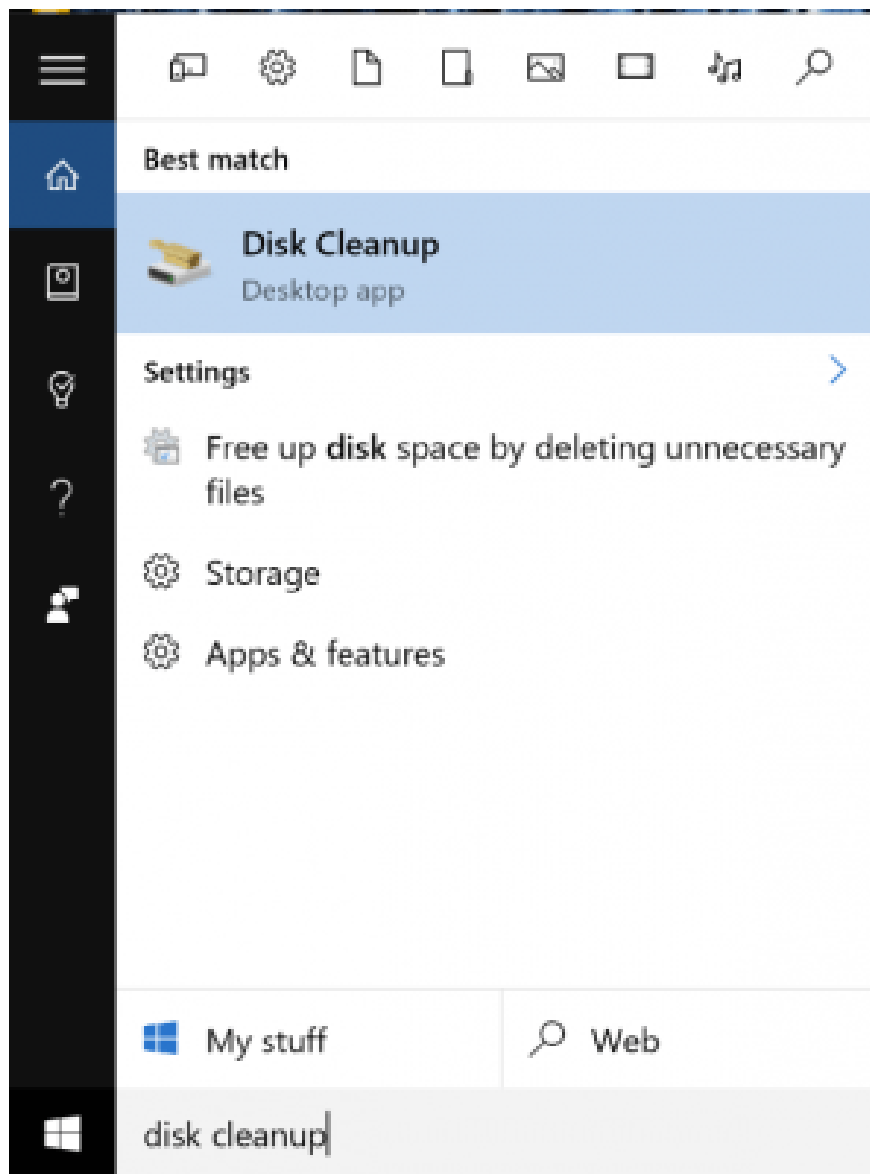 Best match
Disk Cleanup
Desktop app
Settings
Free up disk space by deleting unnecessary
files
Storage
Apps & features
My stuff
Web
disk cleanup